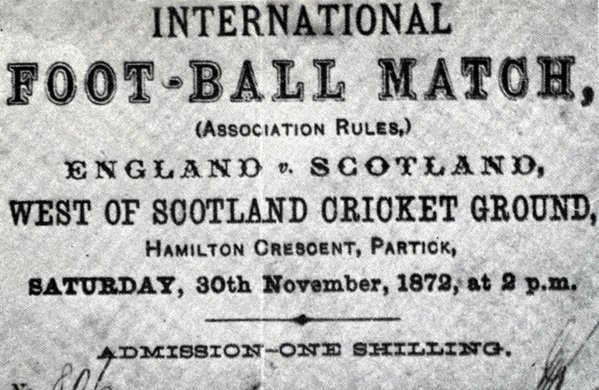 INTERNATIONAL
FOOT-BALL MATCH,
(ASSOCIATION RULES,)
ENGLAND v. SCOTLAND,
WEST OF SCOTLAND CRICKET GROUND,
HAMILTON CRESCENT, PARTICK,
SATURDAY, 30th November, 1872, at 2 p.m.
ADMISSION-ONE SHILLING.